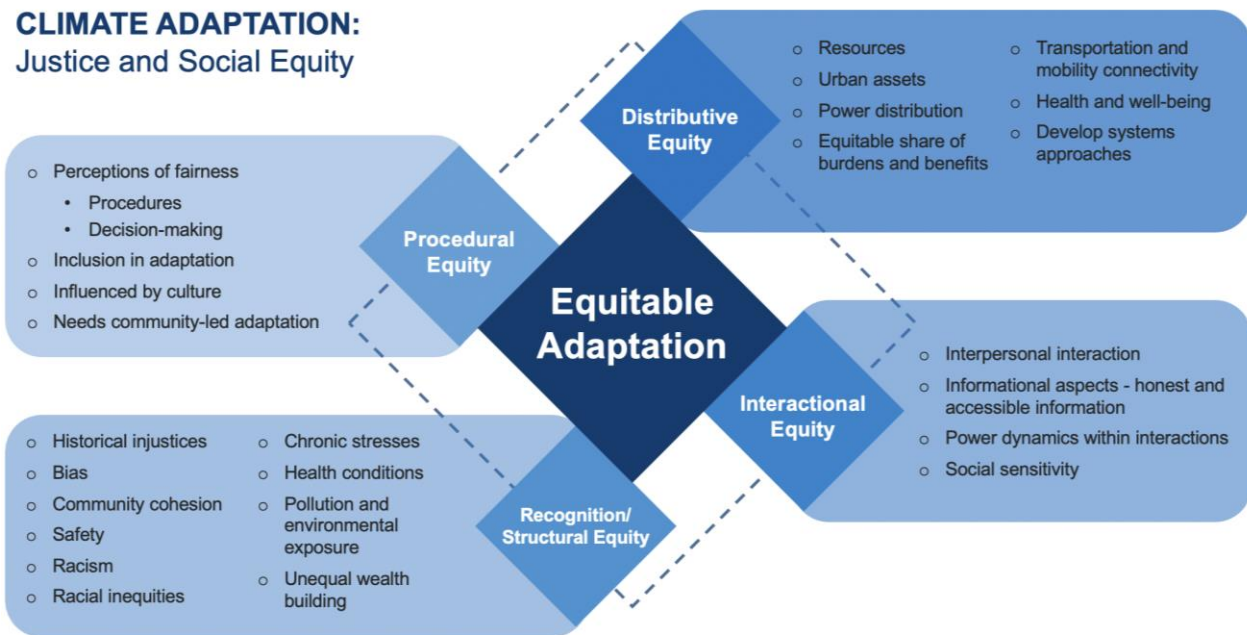 CLIMATE ADAPTATION:
Justice and Social Equity
Distributive
Equity
○ Resources
○ Urban assets
○ Power distribution
○ Equitable share of
burdens and benefits
○ Transportation and
mobility connectivity
○ Health and well-being
○ Develop systems
approaches
○ Perceptions of fairness
• Procedures
• Decision-making
○ Inclusion in adaptation
○ Influenced by culture
○ Needs community-led adaptation
Procedural
Equity
Equitable
Adaptation
Interactional
Equity
○ Interpersonal interaction
○ Informational aspects - honest and
accessible information
○ Power dynamics within interactions
○ Social sensitivity
○ Historical injustices
○ Bias
○ Community cohesion
○ Safety
○ Racism
○ Racial inequities
○ Chronic stresses
○ Health conditions
○ Pollution and
environmental
exposure
○ Unequal wealth
building
Recognition/
Structural Equity